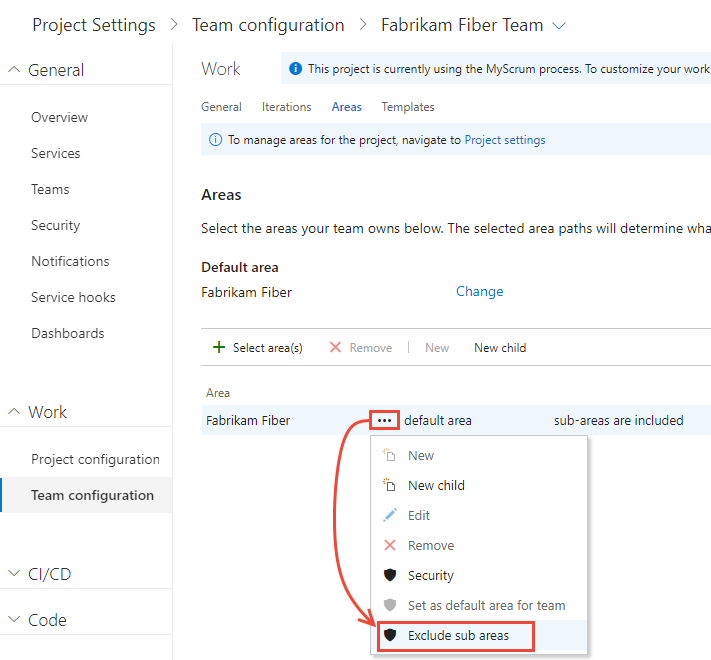 Project Settings > Team configuration > Fabrikam Fiber Team
General
Overview
Services
Teams
Security
Notifications
Service hooks
Dashboards
Work
Project configuration
Team configuration
CI/CD
Code
Work
This project is currently using the MyScrum process. To customize your work
General Iterations Areas Templates
To manage areas for the project, navigate to Project settings
Areas
Select the areas your team owns below. The selected area paths will determine wha
Default area
Fabrikam Fiber Change
Select area(s) Remove New New child
Area
Fabrikam Fiber ••• default area sub-areas are included
New
New child
Edit
Remove
Security
Set as default area for team
Exclude sub areas